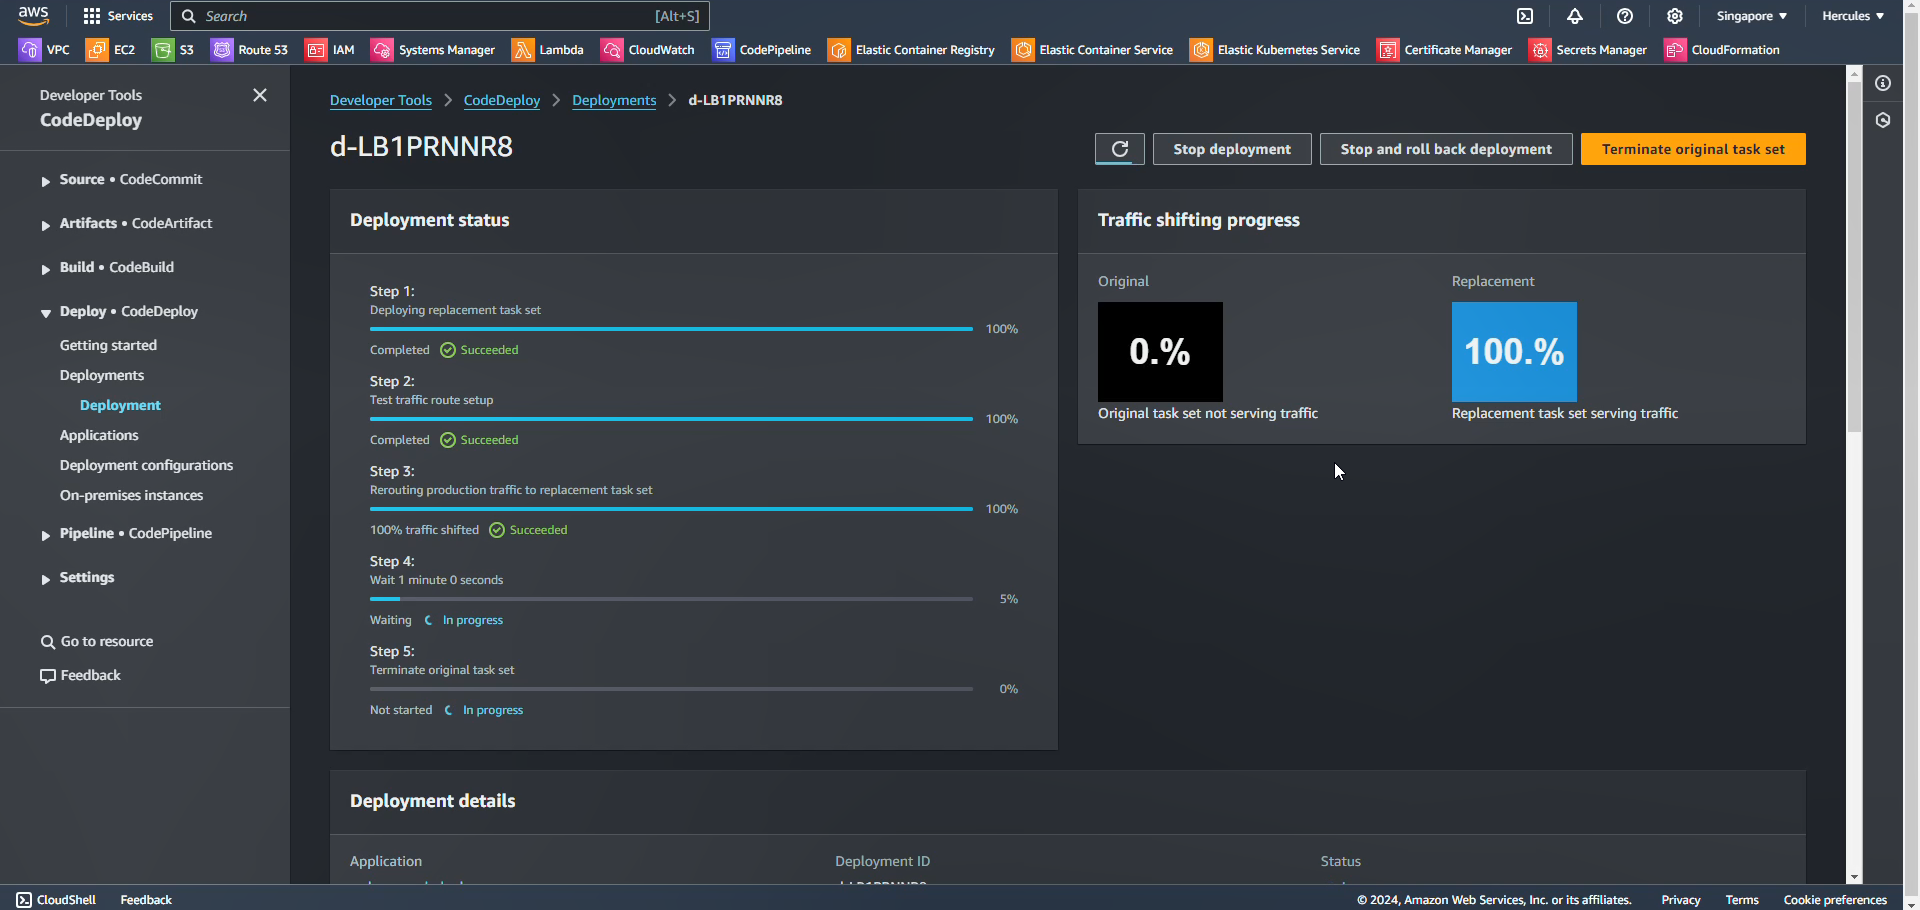 aws Services Search [Alt+S] Singapore ▼ Hercules ▼
VPC EC2 S3 Route 53 IAM Systems Manager Lambda CloudWatch CodePipeline Elastic Container Registry Elastic Container Service Elastic Kubernetes Service Certificate Manager Secrets Manager CloudFormation
Developer Tools
CodeDeploy
Source • CodeCommit
Artifacts • CodeArtifact
Build • CodeBuild
Deploy • CodeDeploy
Getting started
Deployments
Deployment
Applications
Deployment configurations
On-premises instances
Pipeline • CodePipeline
Settings
Go to resource
Feedback
Developer Tools > CodeDeploy > Deployments > d-LB1PRNNR8
d-LB1PRNNR8
Stop deployment Stop and roll back deployment Terminate original task set
Deployment status
Step 1:
Deploying replacement task set
100%
Completed Succeeded
Step 2:
Test traffic route setup
100%
Completed Succeeded
Step 3:
Rerouting production traffic to replacement task set
100%
100% traffic shifted Succeeded
Step 4:
Wait 1 minute 0 seconds
5%
Waiting In progress
Step 5:
Terminate original task set
0%
Not started In progress
Traffic shifting progress
Original Replacement
0.% 100.%
Original task set not serving traffic Replacement task set serving traffic
Deployment details
Application Deployment ID Status
CloudShell Feedback © 2024, Amazon Web Services, Inc. or its affiliates. Privacy Terms Cookie preferences